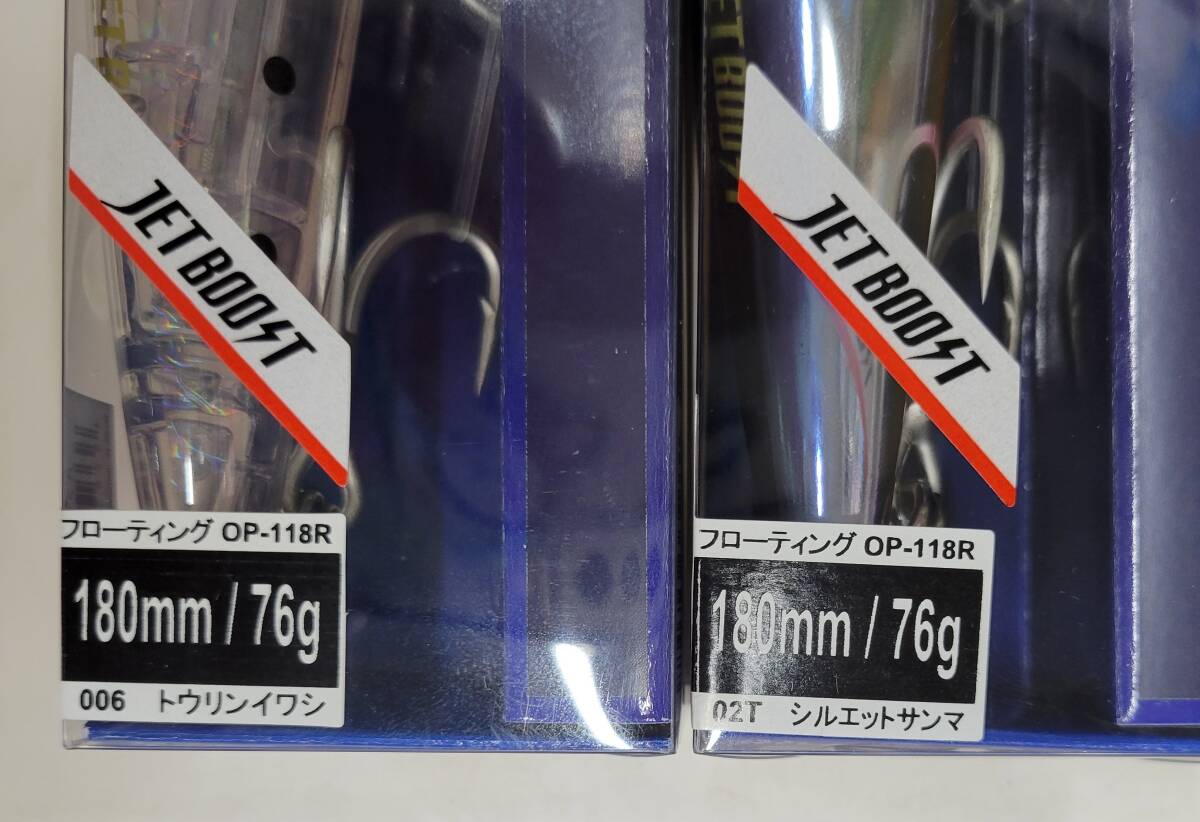 JET BOOST
フローティング OP-118R
180mm / 76g
006 トウリンイワシ
JET BOOST
フローティング OP-118R
180mm / 76g
02T シルエットサンマ